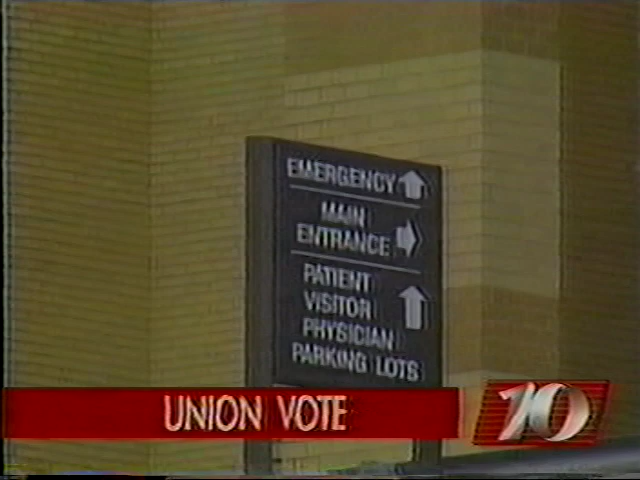 EMERGENCY
MAIN
ENTRANCE
PATIENT
VISITOR
PHYSICIAN
PARKING LOTS
UNION VOTE
10